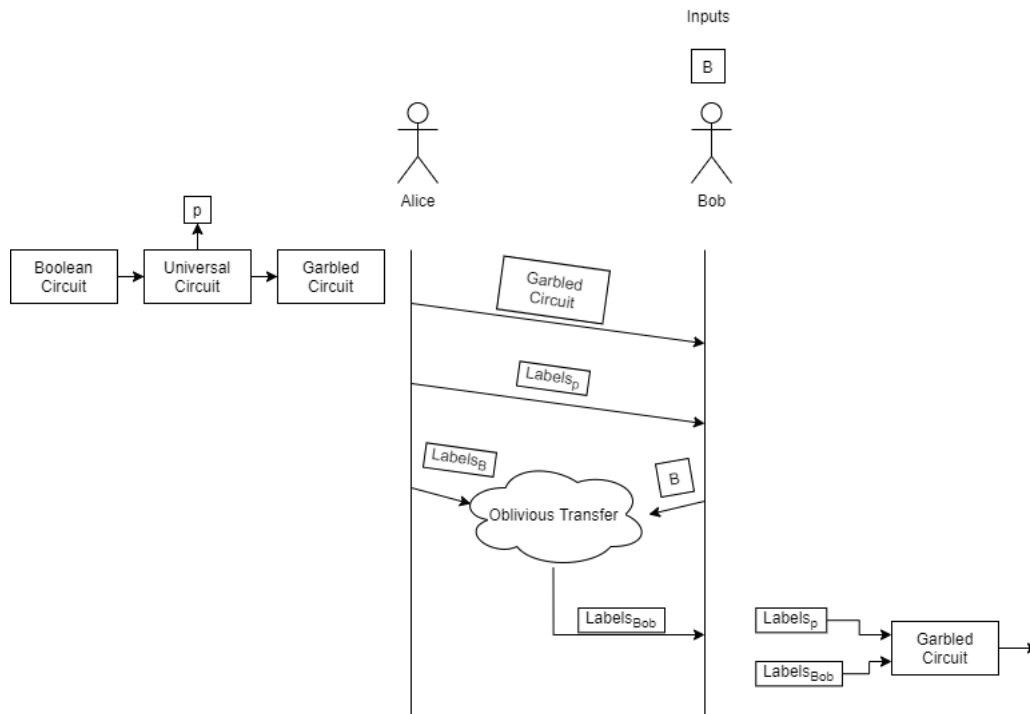 Inputs
B
Alice
Bob
p
Boolean
Circuit
Universal
Circuit
Garbled
Circuit
Garbled
Circuit
Labelsp
LabelsB
B
Oblivious Transfer
LabelsBob
Labelsp
LabelsBob
Garbled
Circuit